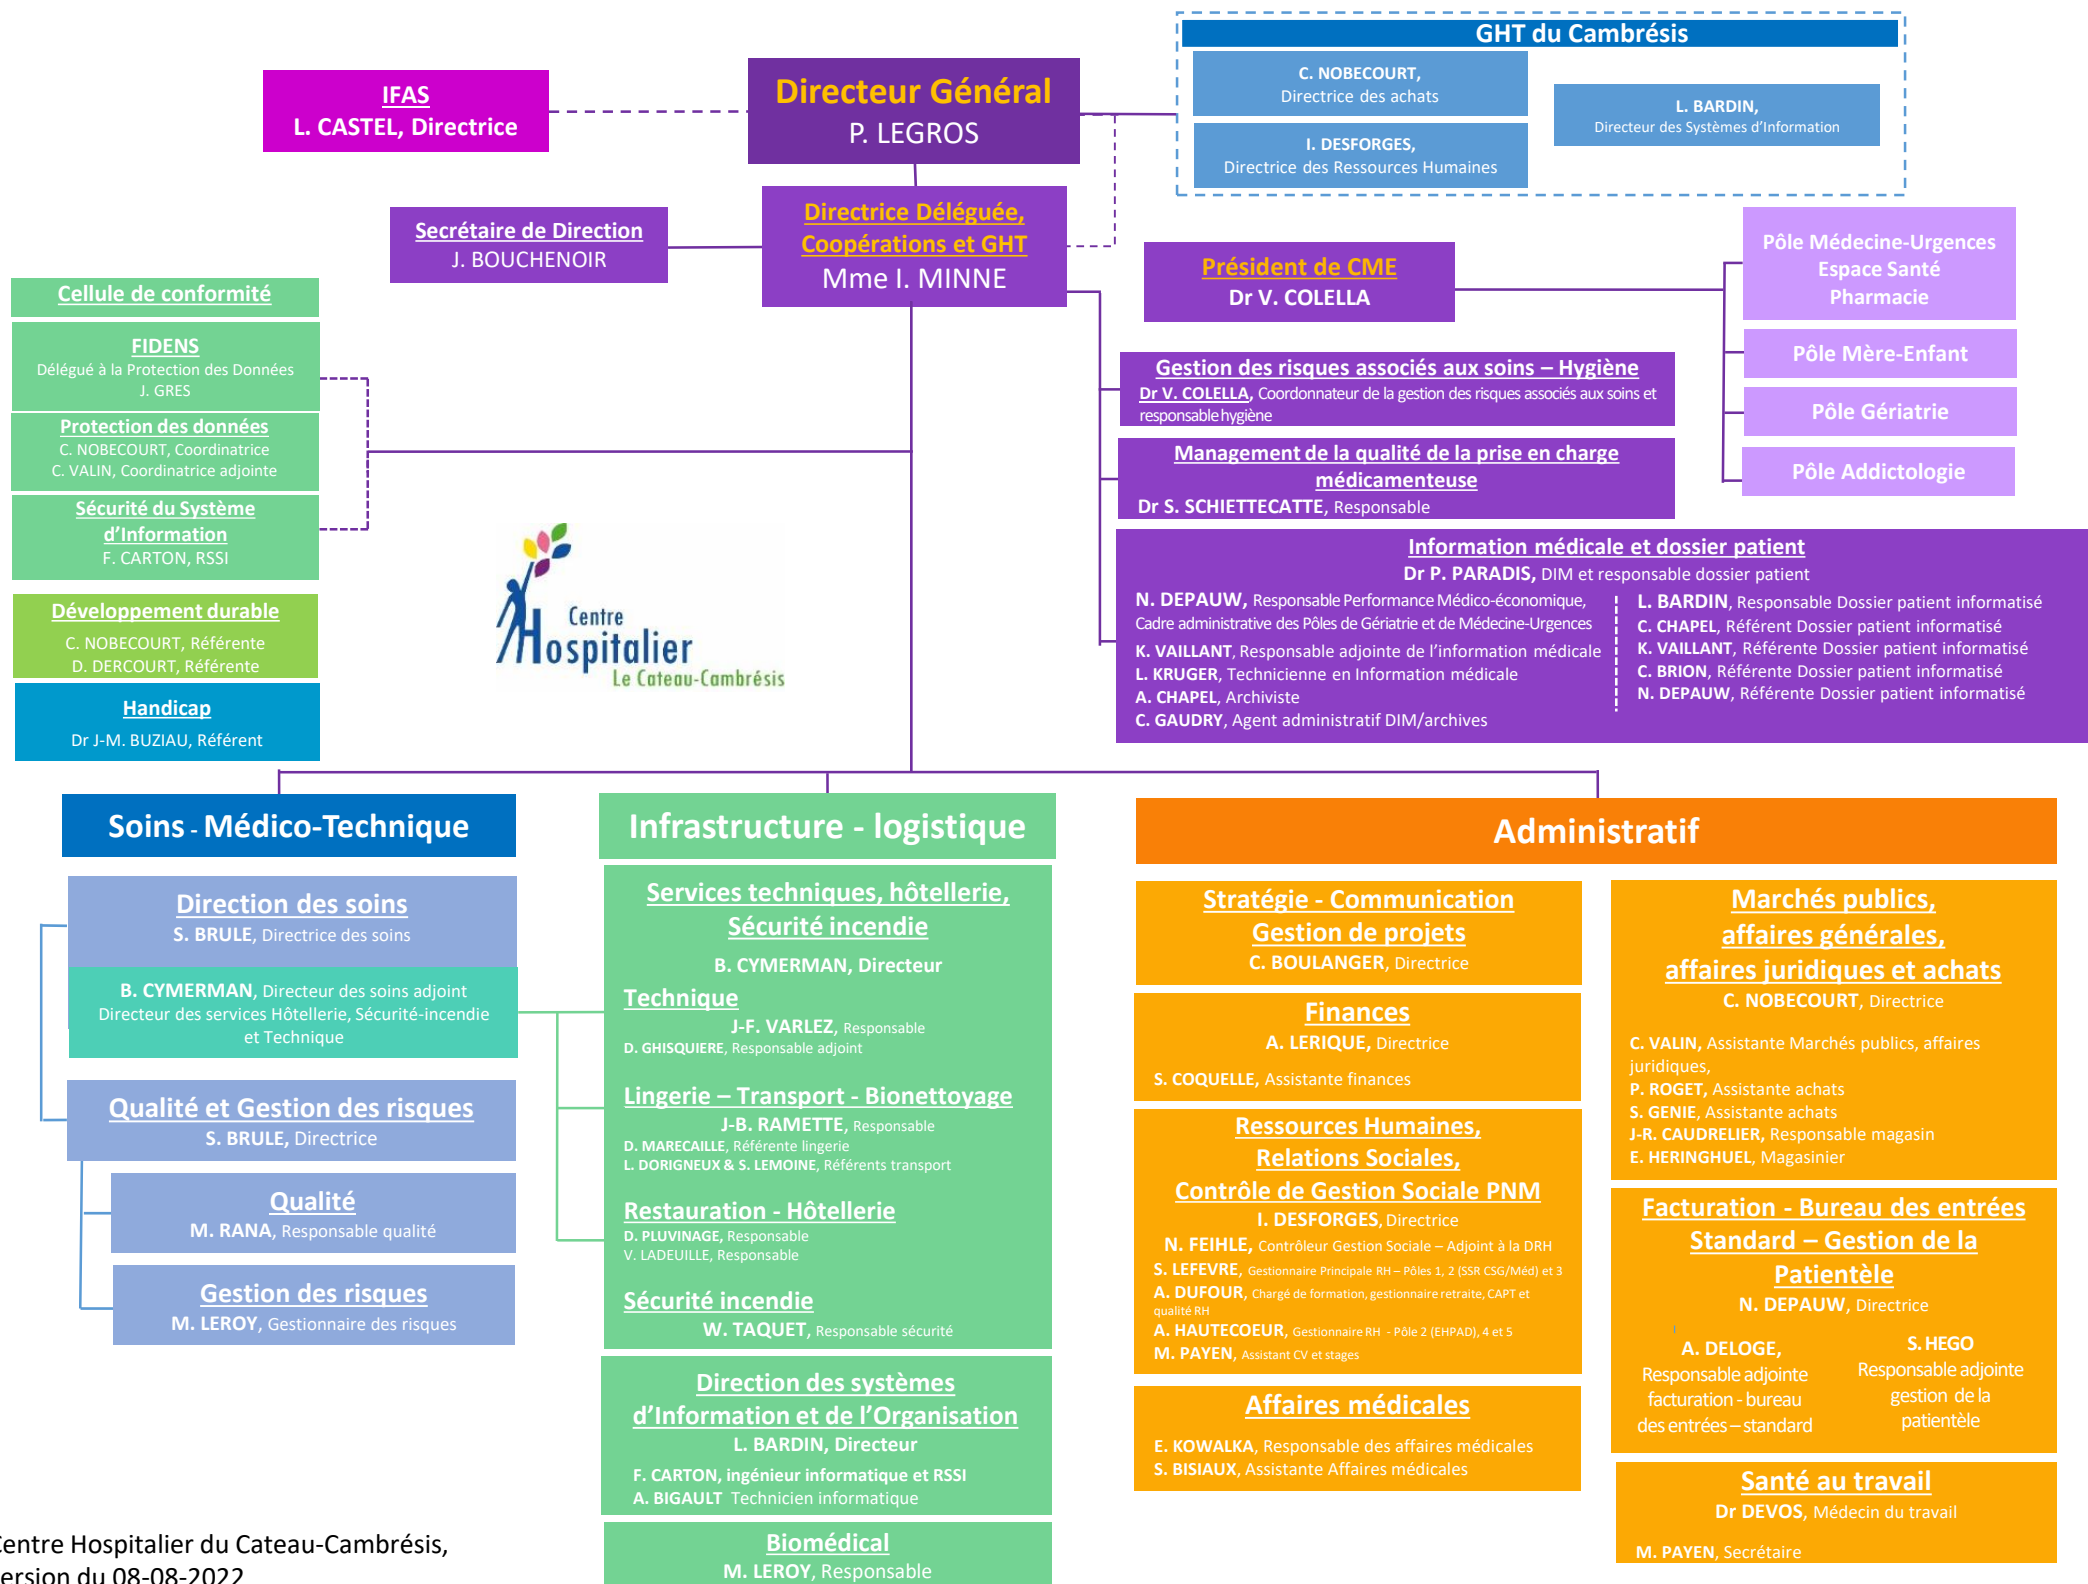 GHT du Cambrésis
C. NOBECOURT,
Directrice des achats
L. BARDIN,
Directeur des Systèmes d'Information
I. DESFORGES,
Directrice des Ressources Humaines
IFAS
L. CASTEL, Directrice
Directeur Général
P. LEGROS
Secrétaire de Direction
J. BOUCHENOIR
Directrice Déléguée,
Coopérations et GHT
Mme I. MINNE
Président de CME
Dr V. COLELLA
Pôle Médecine-Urgences
Espace Santé
Pharmacie
Pôle Mère-Enfant
Pôle Gériatrie
Pôle Addictologie
Cellule de conformité
FIDENS
Délégué à la Protection des Données
J. GRES
Protection des données
C. NOBECOURT, Coordinatrice
C. VALIN, Coordinatrice adjointe
Sécurité du Système
d'Information
F. CARTON, RSSI
Développement durable
C. NOBECOURT, Référente
D. DERCOURT, Référente
Handicap
Dr J-M. BUZIAU, Référent
Centre
Hospitalier
Le Cateau-Cambrésis
Gestion des risques associés aux soins – Hygiène
Dr V. COLELLA, Coordonnateur de la gestion des risques associés aux soins et
responsable hygiène
Management de la qualité de la prise en charge
médicamenteuse
Dr S. SCHIETTECATTE, Responsable
Information médicale et dossier patient
Dr P. PARADIS, DIM et responsable dossier patient
N. DEPAUW, Responsable Performance Médico-économique,
Cadre administrative des Pôles de Gériatrie et de Médecine-Urgences
K. VAILLANT, Responsable adjointe de l'information médicale
L. KRUGER, Technicienne en Information médicale
A. CHAPEL, Archiviste
C. GAUDRY, Agent administratif DIM/archives
L. BARDIN, Responsable Dossier patient informatisé
C. CHAPEL, Référent Dossier patient informatisé
K. VAILLANT, Référente Dossier patient informatisé
C. BRION, Référente Dossier patient informatisé
N. DEPAUW, Référente Dossier patient informatisé
Soins - Médico-Technique
Direction des soins
S. BRULE, Directrice des soins
B. CYMERMAN, Directeur des soins adjoint
Directeur des services Hôtellerie, Sécurité-incendie
et Technique
Qualité et Gestion des risques
S. BRULE, Directrice
Qualité
M. RANA, Responsable qualité
Gestion des risques
M. LEROY, Gestionnaire des risques
Infrastructure - logistique
Services techniques, hôtellerie,
Sécurité incendie
B. CYMERMAN, Directeur
Technique
J-F. VARLEZ, Responsable
D. GHISQUIERE, Responsable adjoint
Lingerie – Transport - Bionettoyage
J-B. RAMETTE, Responsable
D. MARECAILLE, Référente lingerie
L. DORIGNEUX & S. LEMOINE, Référents transport
Restauration - Hôtellerie
D. PLUVINAGE, Responsable
V. LADEUILLE, Responsable
Sécurité incendie
W. TAQUET, Responsable sécurité
Direction des systèmes
d'Information et de l'Organisation
L. BARDIN, Directeur
F. CARTON, ingénieur informatique et RSSI
A. BIGAULT Technicien informatique
Biomédical
M. LEROY, Responsable
Administratif
Stratégie - Communication
Gestion de projets
C. BOULANGER, Directrice
Finances
A. LERIQUE, Directrice
S. COQUELLE, Assistante finances
Ressources Humaines,
Relations Sociales,
Contrôle de Gestion Sociale PNM
I. DESFORGES, Directrice
N. FEIHLE, Contrôleur Gestion Sociale – Adjoint à la DRH
S. LEFEVRE, Gestionnaire Principale RH – Pôles 1, 2 (SSR CSG/Méd) et 3
A. DUFOUR, Chargé de formation, gestionnaire retraite, CAPT et
qualité RH
A. HAUTECOEUR, Gestionnaire RH - Pôle 2 (EHPAD), 4 et 5
M. PAYEN, Assistant CV et stages
Affaires médicales
E. KOWALKA, Responsable des affaires médicales
S. BISIAUX, Assistante Affaires médicales
Marchés publics,
affaires générales,
affaires juridiques et achats
C. NOBECOURT, Directrice
C. VALIN, Assistante Marchés publics, affaires
juridiques,
P. ROGET, Assistante achats
S. GENIE, Assistante achats
J-R. CAUDRELIER, Responsable magasin
E. HERINGHUEL, Magasinier
Facturation - Bureau des entrées
Standard – Gestion de la
Patientèle
N. DEPAUW, Directrice
A. DELOGE,
Responsable adjointe
facturation - bureau
des entrées – standard
S. HEGO
Responsable adjointe
gestion de la
patientèle
Santé au travail
Dr DEVOS, Médecin du travail
M. PAYEN, Secrétaire
Centre Hospitalier du Cateau-Cambrésis,
ersion du 08-08-2022